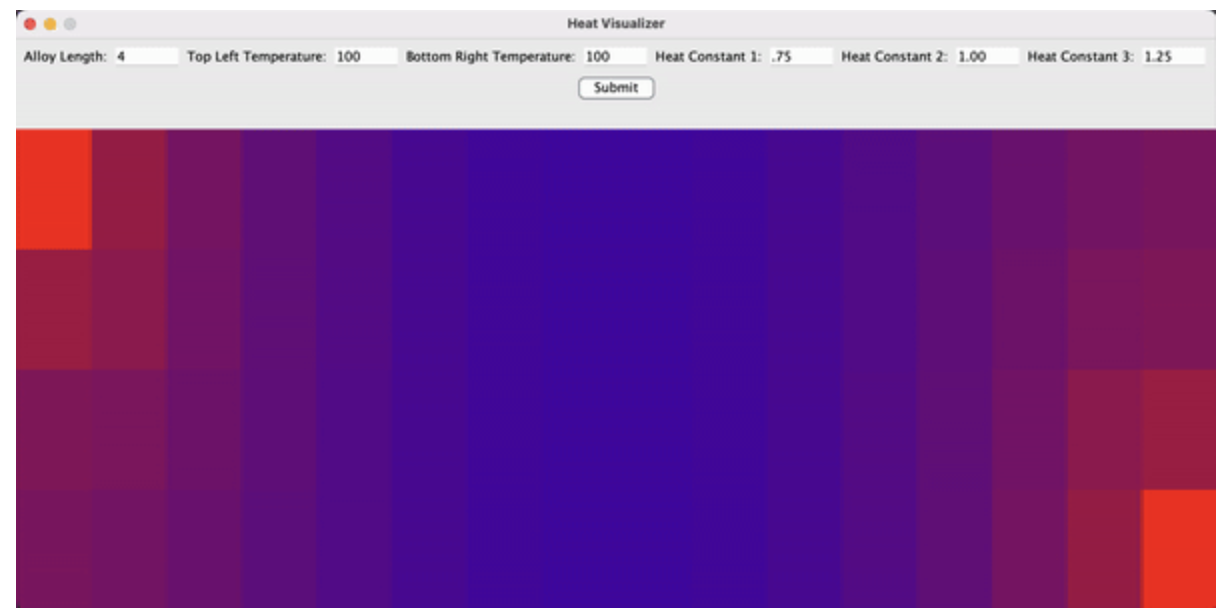 Heat Visualizer
Alloy Length: 4 Top Left Temperature: 100 Bottom Right Temperature: 100 Heat Constant 1: .75 Heat Constant 2: 1.00 Heat Constant 3: 1.25
Submit